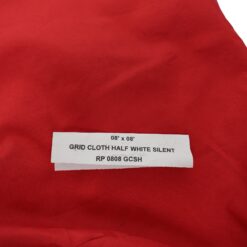 08' x 08'
GRID CLOTH HALF WHITE SILENT
RP 0808 GCSH